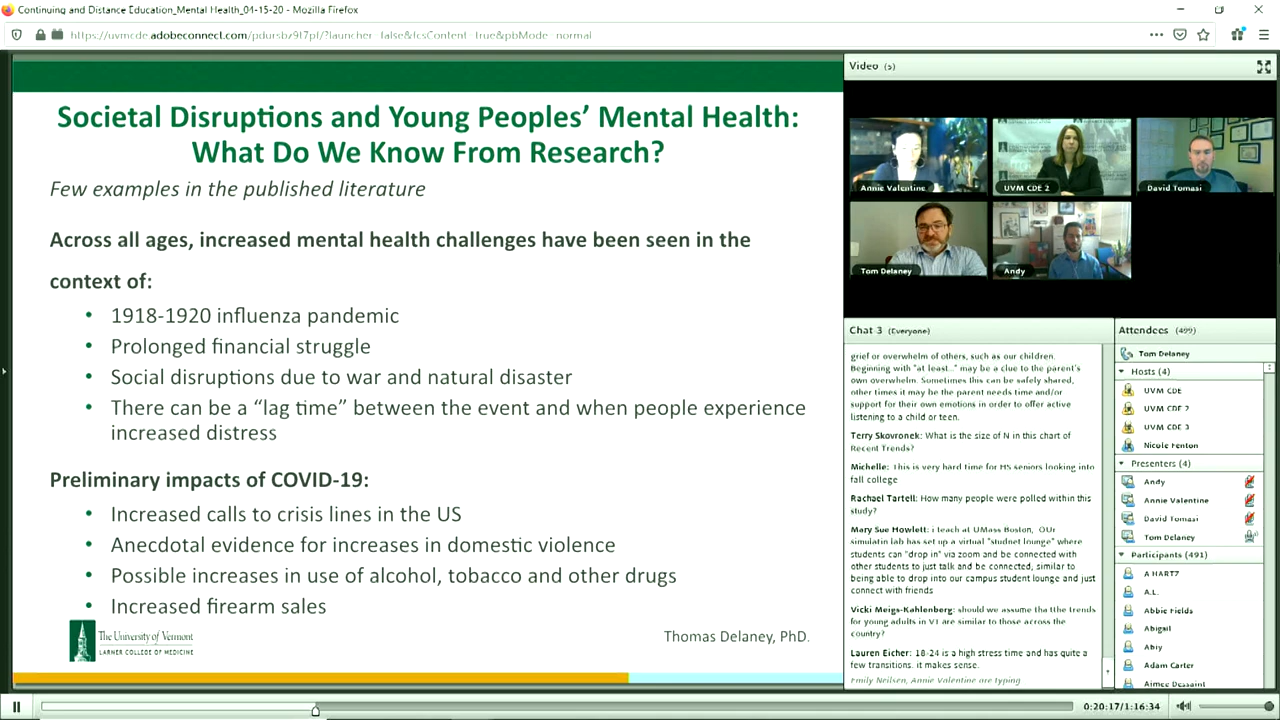 Continuing and Distance Education_Mental Health_04-15-20 - Mozilla Firefox
Societal Disruptions and Young Peoples’ Mental Health:
What Do We Know From Research?
Few examples in the published literature
Across all ages, increased mental health challenges have been seen in the
context of:
• 1918-1920 influenza pandemic
• Prolonged financial struggle
• Social disruptions due to war and natural disaster
• There can be a “lag time” between the event and when people experience
increased distress
Preliminary impacts of COVID-19:
• Increased calls to crisis lines in the US
• Anecdotal evidence for increases in domestic violence
• Possible increases in use of alcohol, tobacco and other drugs
• Increased firearm sales
The University of Vermont
LARNER COLLEGE OF MEDICINE
Thomas Delaney, PhD.
Video (5)
Annie Valentine
UVM CDE 2
David Tomasi
Tom Delaney
Andy
Chat 3 (Everyone)
grief or overwhelm of others, such as our children.
Beginning with "at least..." may be a clue to the parent's
own overwhelm. Sometimes this can be safely shared,
other times it may be the parent needs time and/or
support for their own emotions in order to offer active
listening to a child or teen.
Terry Skovronek: What is the size of N in this chart of
Recent Trends?
Michelle: This is very hard time for HS seniors looking into
fall college
Rachael Tartell: How many people were polled within this
study?
Mary Sue Howlett: i teach at UMass Boston, OUr
simulatin lab has set up a virtual "studnet lounge" where
students can "drop in" via zoom and be connected with
other students to just talk and be connected, similar to
being able to drop into our campus student lounge and just
connect with friends
Vicki Meigs-Kahlenberg: should we assume that the trends
for young adults in VT are similar to those across the
country?
Lauren Eicher: 18-24 is a high stress time and has quite a
few transitions. it makes sense.
Emily Neilsen, Annie Valentine are typing
Attendees (499)
Tom Delaney
Hosts (4)
UVM CDE
UVM CDE 2
UVM CDE 3
Nicole Fenton
Presenters (4)
Andy
Annie Valentine
David Tomasi
Tom Delaney
Participants (491)
A HARTZ
A.L.
Abbie Fields
Abigail
Abiy
Adam Carter
Aimee Dessaint
0:20:17/1:16:34